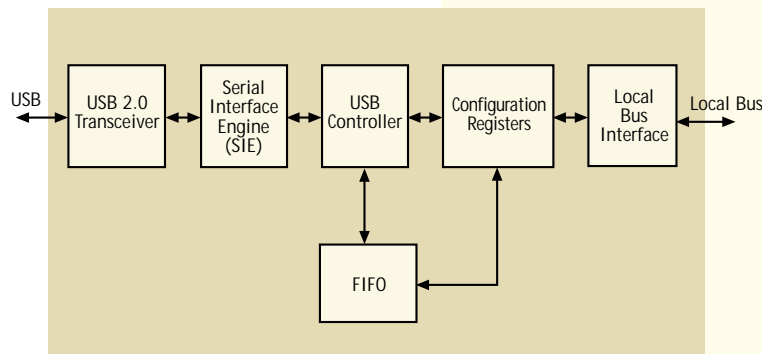 USB
USB 2.0
Transceiver
Serial
Interface
Engine
(SIE)
USB
Controller
Configuration
Registers
Local
Bus
Interface
Local Bus
FIFO